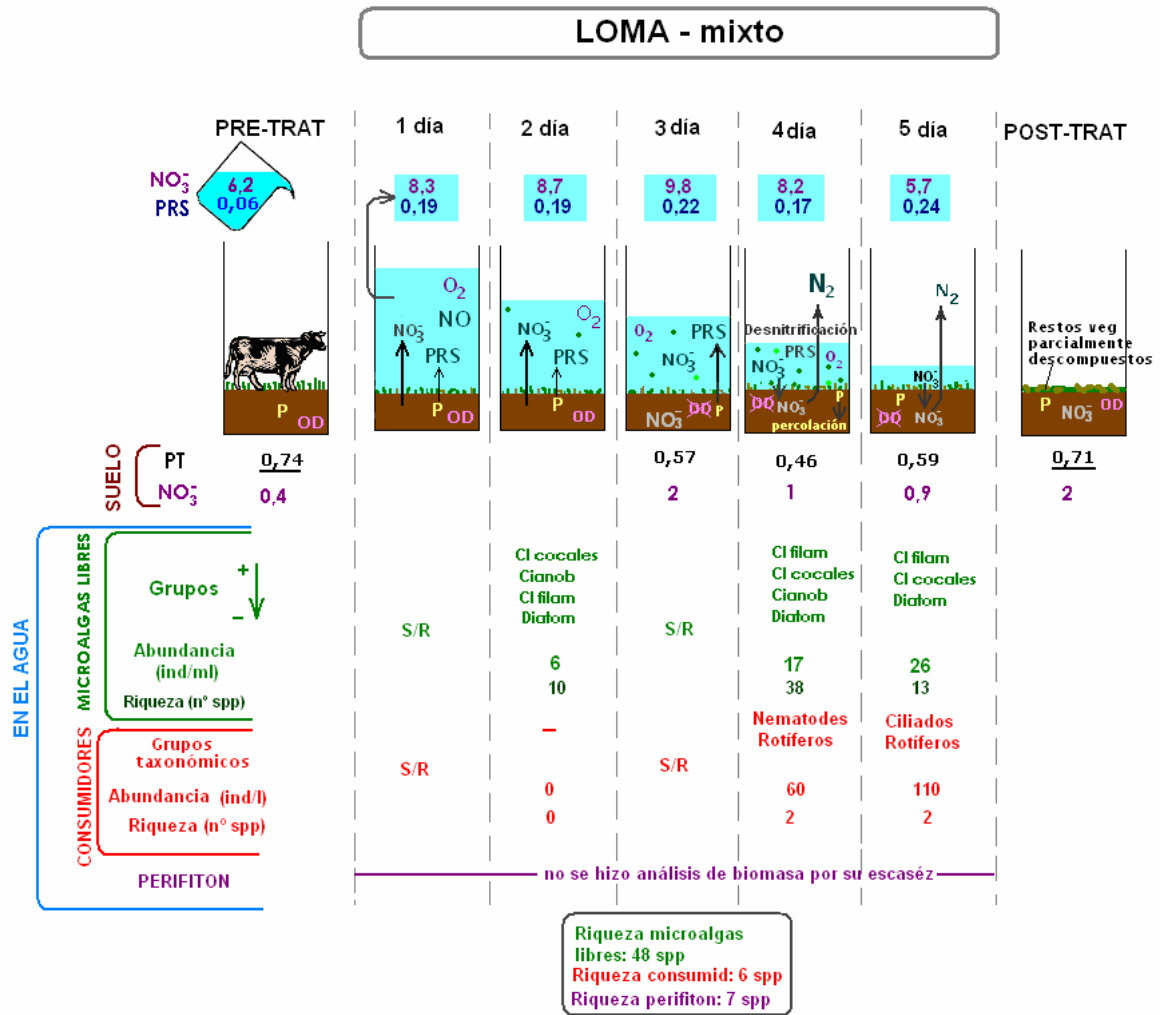 LOMA - mixto
PRE-TRAT
1 día
2 día
3 día
4 día
5 día
POST-TRAT
NO₃⁻
PRS
6,2
0,06
8,3
0,19
8,7
0,19
9,8
0,22
8,2
0,17
5,7
0,24
P
OD
O₂
NO
NO₃⁻
PRS
P
OD
O₂
NO₃⁻
PRS
P
OD
O₂
PRS
NO₃⁻
OD
P
NO₃⁻
N₂
Desnitrificación
PRS
NO₃⁻
O₂
OD
NO₃⁻
P
percolación
N₂
NO₃⁻
P
OD
NO₃⁻
Restos veg
parcialmente
descompuestos
P
NO₃⁻
OD
SUELO
PT
0,74
0,57
0,46
0,59
0,71
NO₃⁻
0,4
2
1
0,9
2
EN EL AGUA
MICROALGAS LIBRES
Grupos
+
−
S/R
Cl cocales
Cianob
Cl filam
Diatom
S/R
Cl filam
Cl cocales
Cianob
Diatom
Cl filam
Cl cocales
Diatom
Abundancia
(ind/ml)
6
17
26
Riqueza (nº spp)
10
38
13
CONSUMIDORES
Grupos
taxonómicos
S/R
–
S/R
Nematodes
Rotíferos
Ciliados
Rotíferos
Abundancia (ind/l)
0
60
110
Riqueza (nº spp)
0
2
2
PERIFITON
no se hizo análisis de biomasa por su escaséz
Riqueza microalgas
libres: 48 spp
Riqueza consumid: 6 spp
Riqueza perifiton: 7 spp